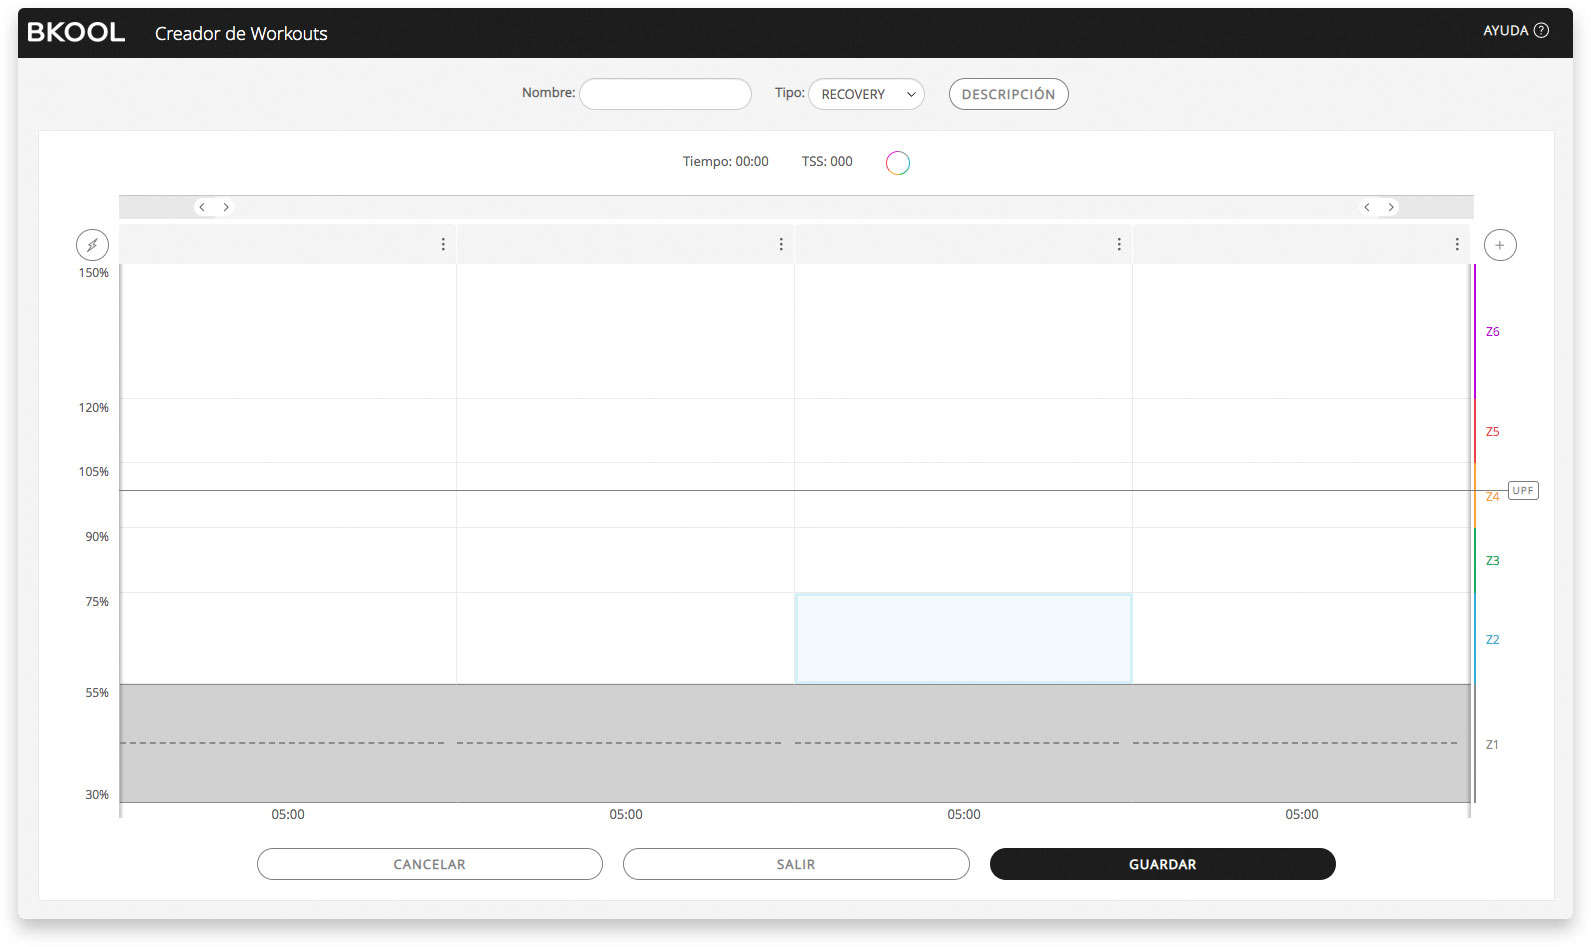 BKOOL Creador de Workouts AYUDA ?
Nombre: Tipo: RECOVERY DESCRIPCIÓN
Tiempo: 00:00 TSS: 000
150%
Z6
120%
Z5
105%
UPF
Z4
90%
Z3
75%
Z2
55%
Z1
30%
05:00 05:00 05:00 05:00
CANCELAR SALIR GUARDAR